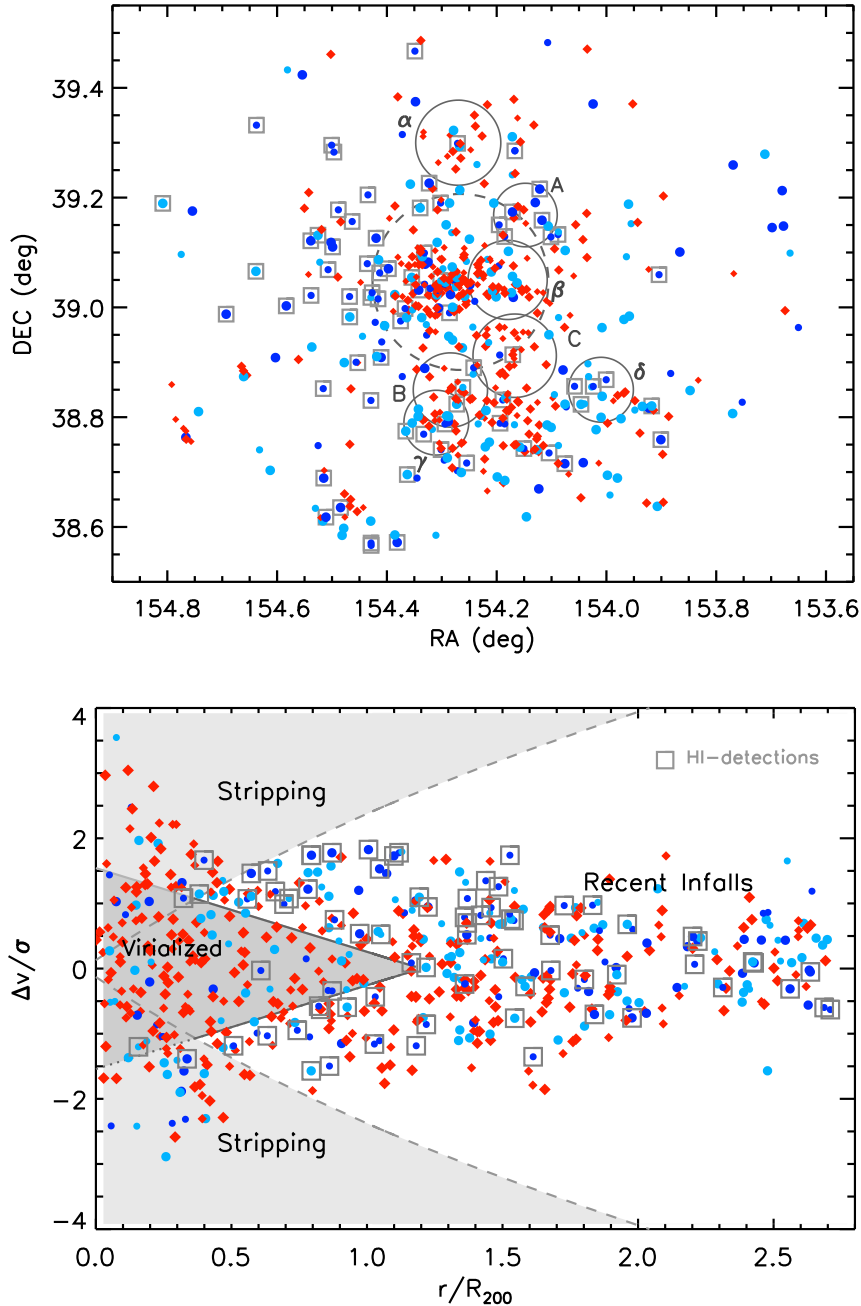 39.4
39.2
39.0
38.8
38.6
DEC (deg)
α
A
β
C
δ
B
γ
154.8 154.6 154.4 154.2 154.0 153.8 153.6
RA (deg)
4
2
0
−2
−4
Δv/σ
Stripping
HI−detections
Recent Infalls
Virialized
Stripping
0.0 0.5 1.0 1.5 2.0 2.5
r/R₂₀₀